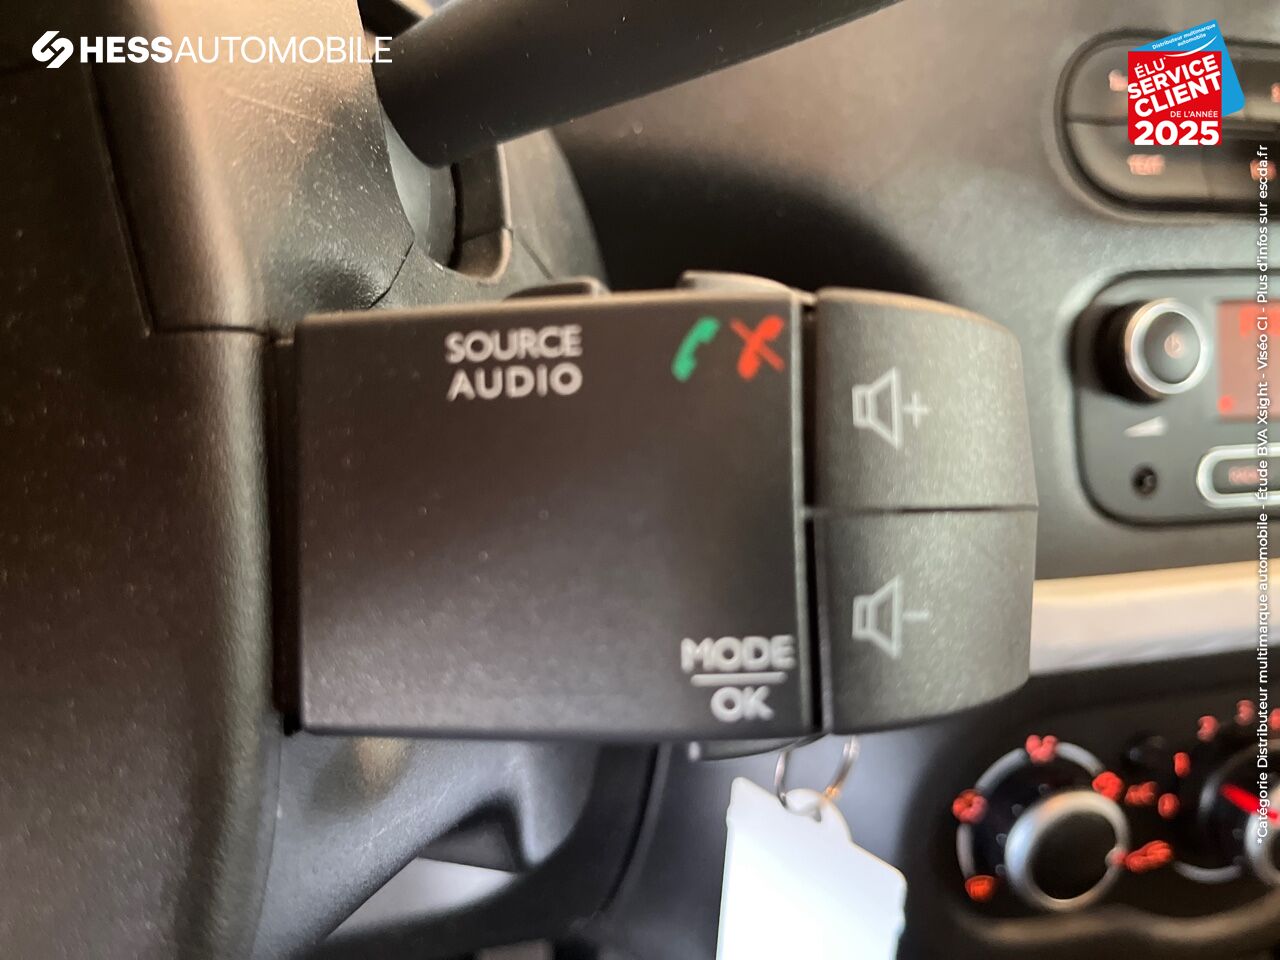 HESSAUTOMOBILE
Distributeur multimarque
automobile
ÉLU
SERVICE
CLIENT
DE L'ANNÉE
2025
TEXT
SOURCE
AUDIO
+
-
MODE
OK
*Catégorie Distributeur multimarque automobile - Étude BVA Xsight - Viséo CI - Plus d'infos sur escda.fr